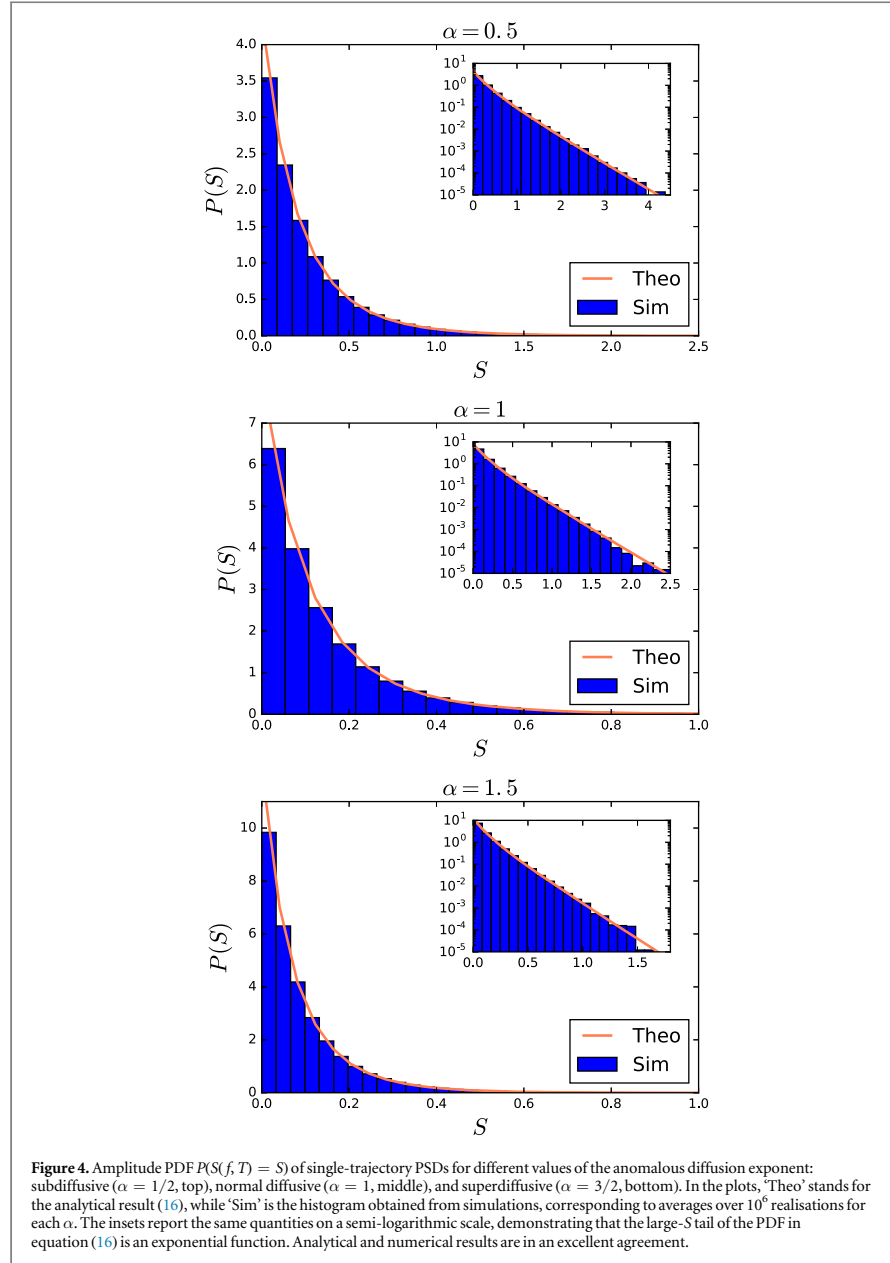 α = 0.5
4.0
3.5
3.0
2.5
2.0
1.5
1.0
0.5
0.0
P(S)
10^1
10^0
10^-1
10^-2
10^-3
10^-4
10^-5
0 1 2 3 4
Theo
Sim
0.0 0.5 1.0 1.5 2.0 2.5
S
α = 1
7
6
5
4
3
2
1
0
P(S)
10^1
10^0
10^-1
10^-2
10^-3
10^-4
10^-5
0.0 0.5 1.0 1.5 2.0 2.5
Theo
Sim
0.0 0.2 0.4 0.6 0.8 1.0
S
α = 1.5
10
8
6
4
2
0
P(S)
10^1
10^0
10^-1
10^-2
10^-3
10^-4
10^-5
0.0 0.5 1.0 1.5
Theo
Sim
0.0 0.2 0.4 0.6 0.8 1.0
S
Figure 4. Amplitude PDF P(S(f, T) = S) of single-trajectory PSDs for different values of the anomalous diffusion exponent:
subdiffusive (α = 1/2, top), normal diffusive (α = 1, middle), and superdiffusive (α = 3/2, bottom). In the plots, 'Theo' stands for
the analytical result (16), while 'Sim' is the histogram obtained from simulations, corresponding to averages over 10^6 realisations for
each α. The insets report the same quantities on a semi-logarithmic scale, demonstrating that the large-S tail of the PDF in
equation (16) is an exponential function. Analytical and numerical results are in an excellent agreement.